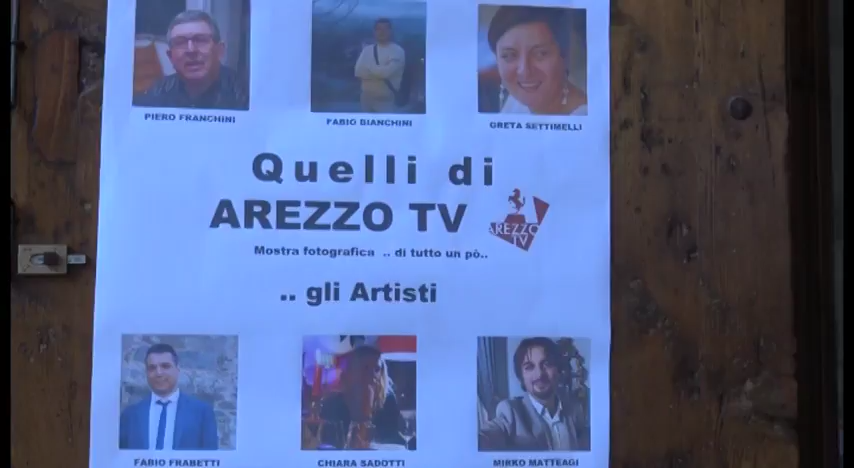 PIERO FRANCHINI
FABIO BIANCHINI
GRETA SETTIMELLI
Quelli di
AREZZO TV
AREZZO
TV
Mostra fotografica .. di tutto un pò..
.. gli Artisti
FABIO FRABETTI
CHIARA SADOTTI
MIRKO MATTEAGI